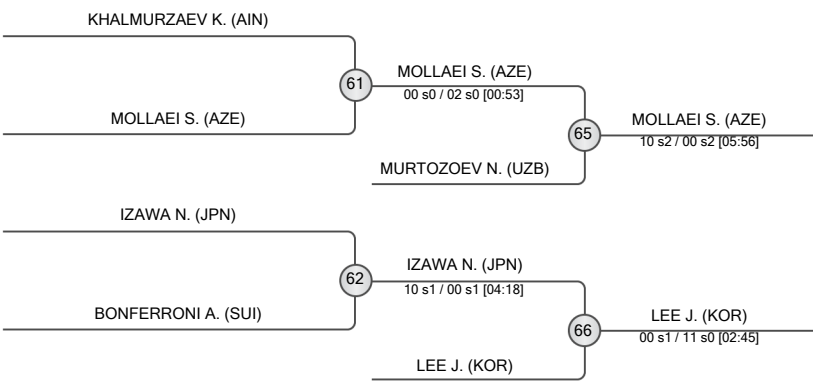 KHALMURZAEV K. (AIN)
61
MOLLAEI S. (AZE)
00 s0 / 02 s0 [00:53]
MOLLAEI S. (AZE)
65
MOLLAEI S. (AZE)
10 s2 / 00 s2 [05:56]
MURTOZOEV N. (UZB)
IZAWA N. (JPN)
62
IZAWA N. (JPN)
10 s1 / 00 s1 [04:18]
BONFERRONI A. (SUI)
66
LEE J. (KOR)
00 s1 / 11 s0 [02:45]
LEE J. (KOR)